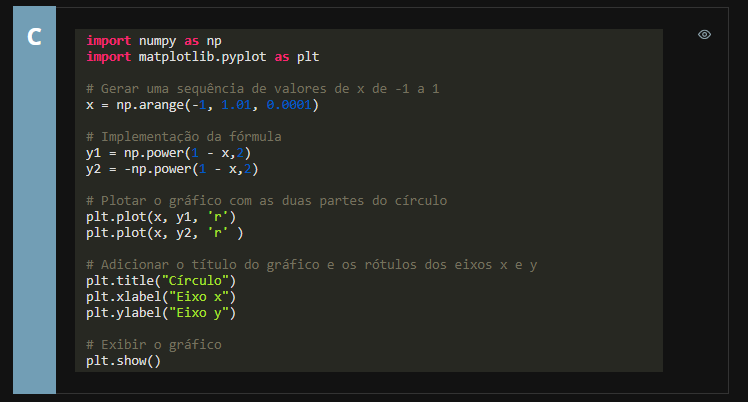 C
import numpy as np
import matplotlib.pyplot as plt
# Gerar uma sequência de valores de x de -1 a 1
x = np.arange(-1, 1.01, 0.0001)
# Implementação da fórmula
y1 = np.power(1 - x,2)
y2 = -np.power(1 - x,2)
# Plotar o gráfico com as duas partes do círculo
plt.plot(x, y1, 'r')
plt.plot(x, y2, 'r' )
# Adicionar o título do gráfico e os rótulos dos eixos x e y
plt.title("Círculo")
plt.xlabel("Eixo x")
plt.ylabel("Eixo y")
# Exibir o gráfico
plt.show()